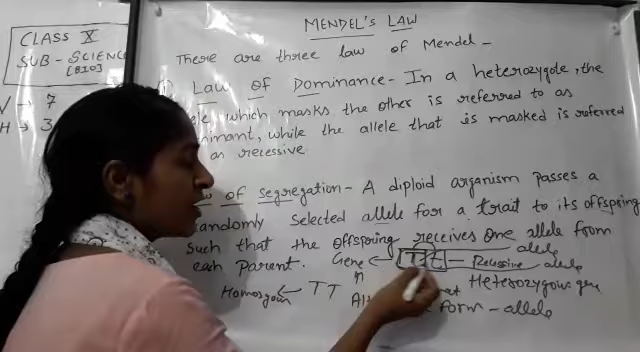 MENDEL'S LAW
CLASS X
SUB - SCIENCE
[BIO]
V → 7
H → 3
There are three law of Mendel -
Law of Dominance - In a heterozygote, the
which masks the other is referred to as
while the allele that is masked is referred
as recessive
of segregation - A diploid organism passes a
randomly selected allele for a trait to its offspring
such that the offspring receives one allele from
each Parent.
Gene ← T t allele
Recessive allele
Homozygous ← TT
Heterozygous gene
form - allele